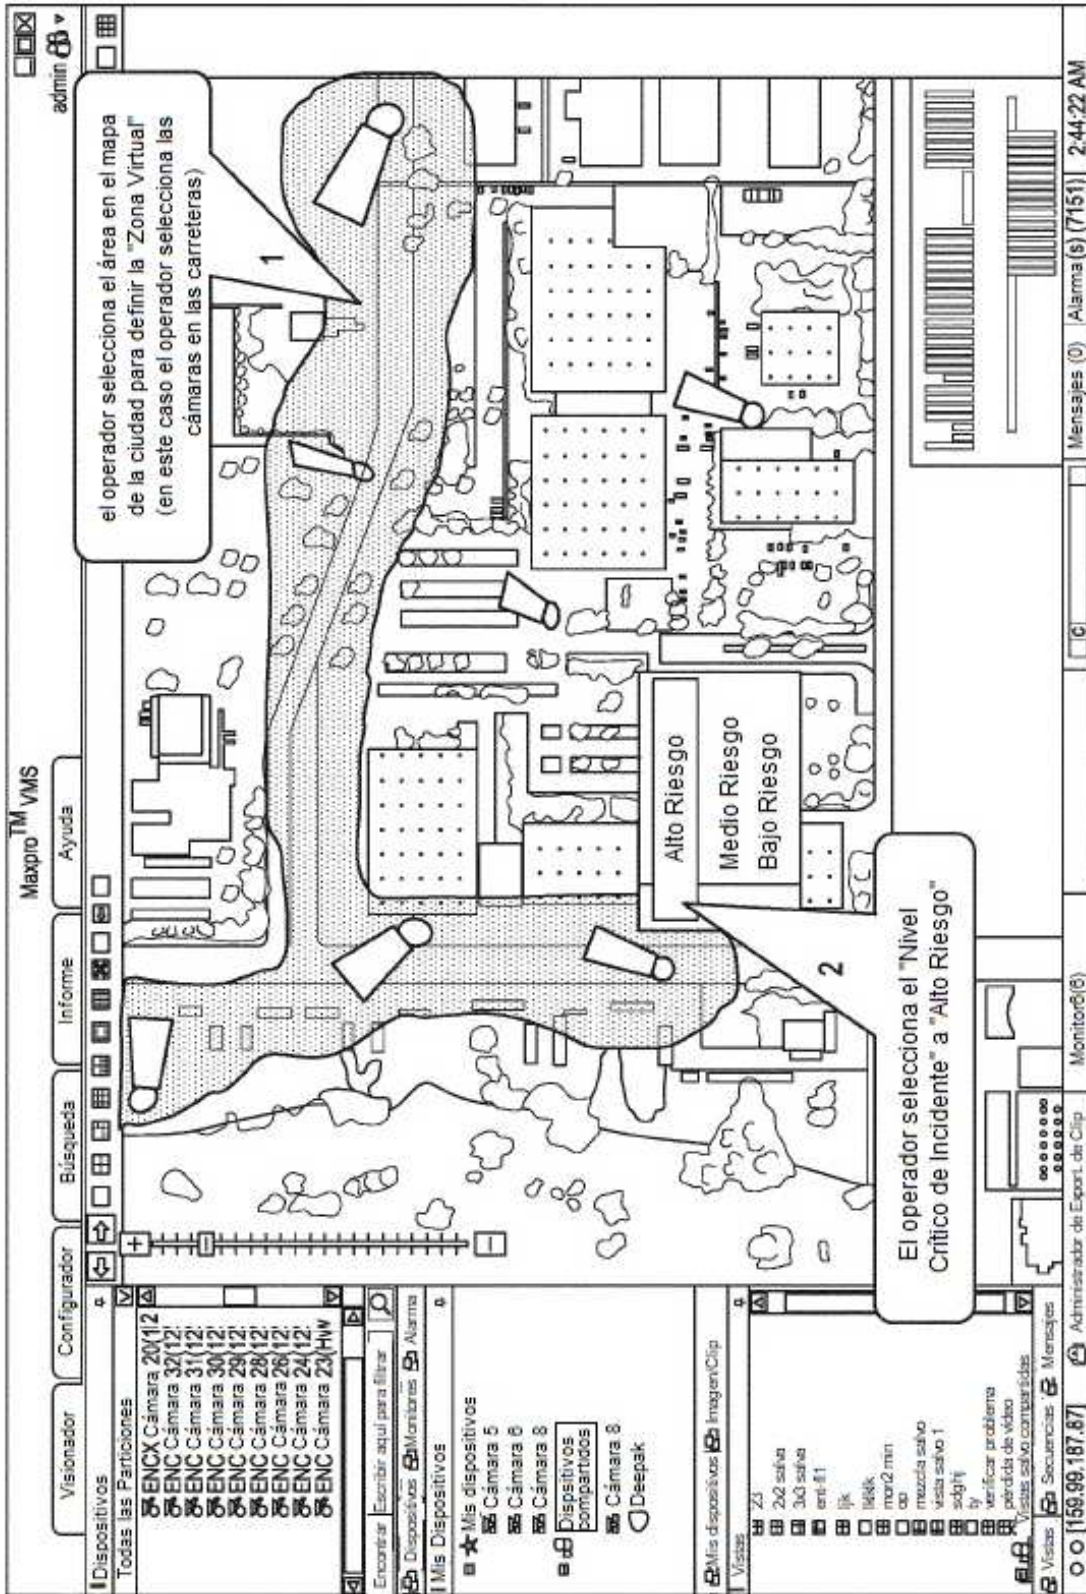 Maxpro™ VMS
admin
Visionador
Configurador
Búsqueda
Informe
Ayuda
Dispositivos
Todas las Particiones
ENCX Cámara 20(12
ENC Cámara 32(12
ENC Cámara 31(12
ENC Cámara 30(12
ENC Cámara 29(12
ENC Cámara 28(12
ENC Cámara 26(12
ENC Cámara 24(12
ENC Cámara 23(Hw
Encontrar Escribir aquí para filtrar
Dispositivos Monitores Alarma
Mis Dispositivos
Mis dispositivos
Cámara 5
Cámara 6
Cámara 8
Dispsitivos
pompartidos
Cámara 8
Deepak
Mis dispositivos Imagen/Clip
Vistas
Z3
2x2 salva
3x3 salva
ljk
lkklk
mon2 min
op
mezcla salvo
vista salvo 1
sdghj
ty
verificar problema
pérdida de vídeo
Vistas salvo compartidas
Vistas Secuencias Mensajes
el operador selecciona el área en el mapa
de la ciudad para definir la "Zona Virtual"
(en este caso el operador selecciona las
cámaras en las carreteras)
1
Alto Riesgo
Medio Riesgo
Bajo Riesgo
2
El operador selecciona el "Nivel
Crítico de Incidente" a "Alto Riesgo"
[159.99.187.87] Administrador de Export. de Clip Monitor6(6) C Mensajes (0) Alarma (s) (7151) 2:44:22 AM